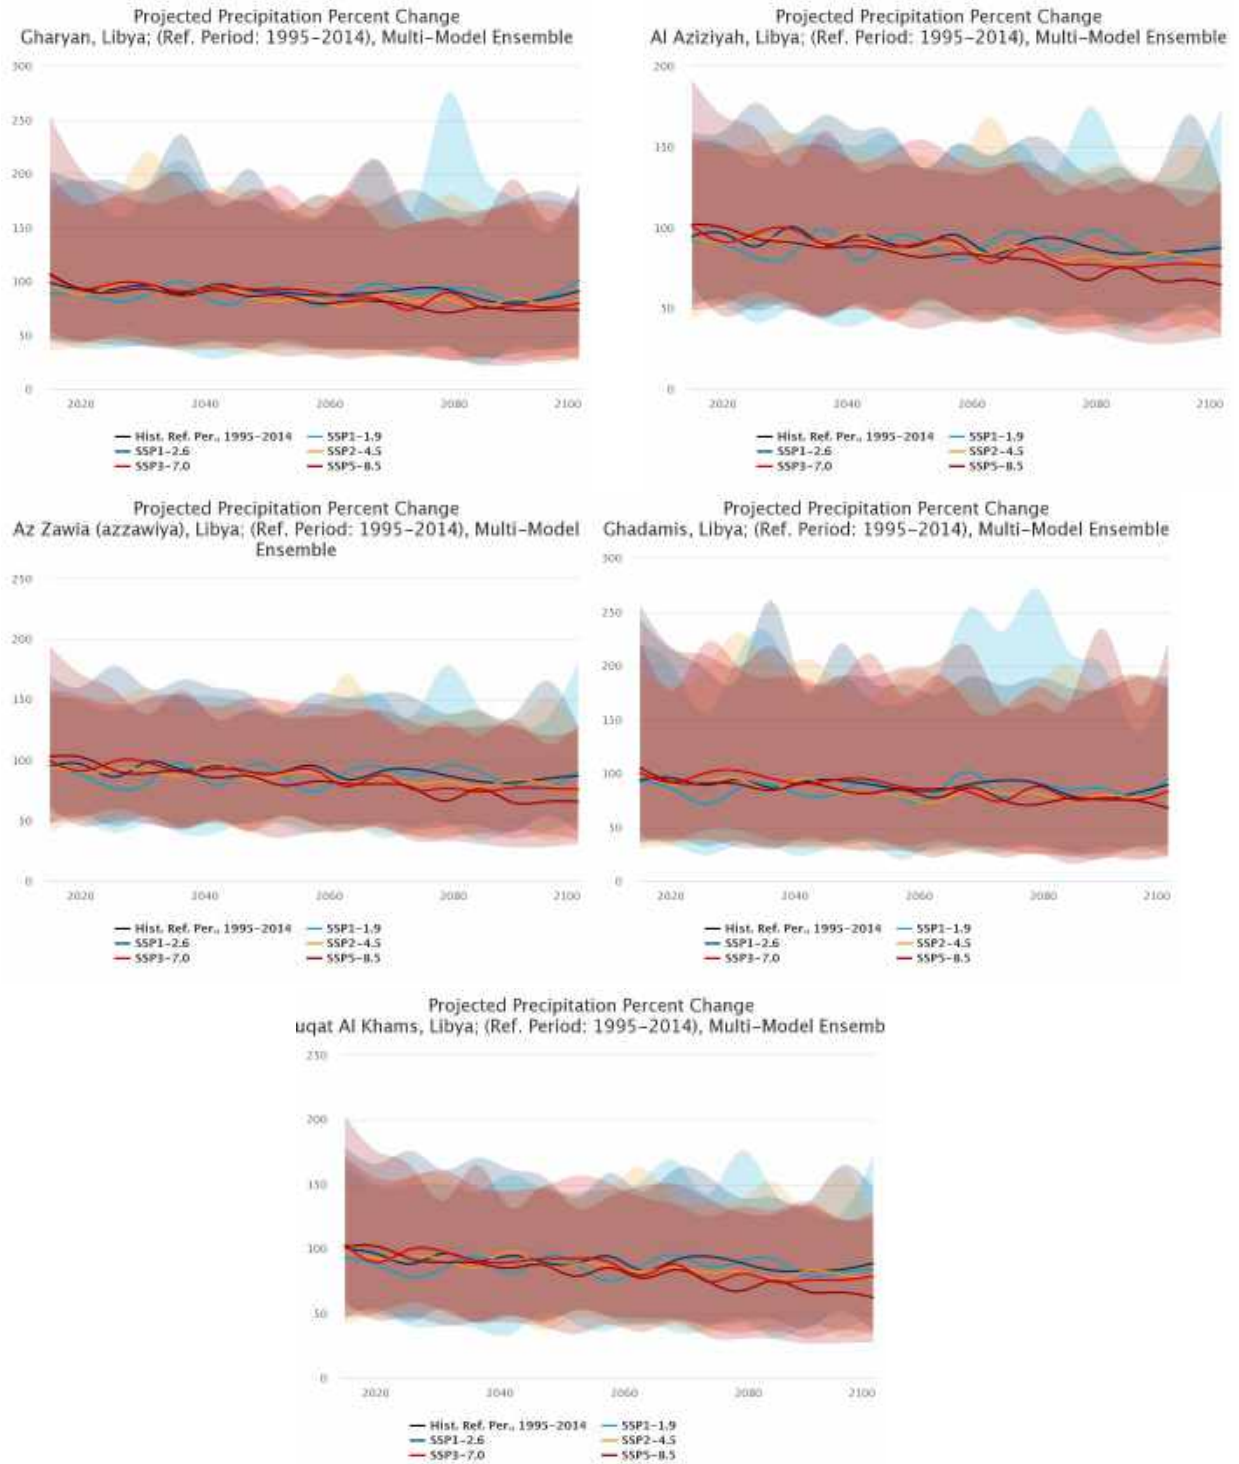 Projected Precipitation Percent Change
Gharyan, Libya; (Ref. Period: 1995-2014), Multi-Model Ensemble
300
250
200
150
100
50
0
2020 2040 2060 2080 2100
Hist. Ref. Per., 1995-2014 SSP1-1.9
SSP1-2.6 SSP2-4.5
SSP3-7.0 SSP5-8.5
Projected Precipitation Percent Change
Al Aziziyah, Libya; (Ref. Period: 1995-2014), Multi-Model Ensemble
200
150
100
50
0
2020 2040 2060 2080 2100
Hist. Ref. Per., 1995-2014 SSP1-1.9
SSP1-2.6 SSP2-4.5
SSP3-7.0 SSP5-8.5
Projected Precipitation Percent Change
Az Zawia (azzawiya), Libya; (Ref. Period: 1995-2014), Multi-Model
Ensemble
250
200
150
100
50
0
2020 2040 2060 2080 2100
Hist. Ref. Per., 1995-2014 SSP1-1.9
SSP1-2.6 SSP2-4.5
SSP3-7.0 SSP5-8.5
Projected Precipitation Percent Change
Ghadamis, Libya; (Ref. Period: 1995-2014), Multi-Model Ensemble
300
250
200
150
100
50
0
2020 2040 2060 2080 2100
Hist. Ref. Per., 1995-2014 SSP1-1.9
SSP1-2.6 SSP2-4.5
SSP3-7.0 SSP5-8.5
Projected Precipitation Percent Change
uqat Al Khams, Libya; (Ref. Period: 1995-2014), Multi-Model Ensemb
250
200
150
100
50
0
2020 2040 2060 2080 2100
Hist. Ref. Per., 1995-2014 SSP1-1.9
SSP1-2.6 SSP2-4.5
SSP3-7.0 SSP5-8.5